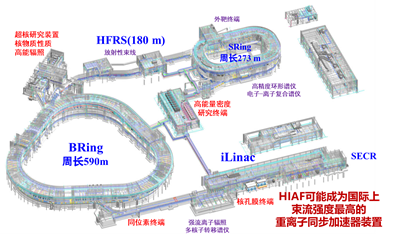 超核研究装置
核物质性质
高能辐照
HFRS(180 m)
放射性束线
外靶终端
SRing
周长273 m
高精度环形谱仪
电子-离子复合谱仪
高能量密度
研究终端
BRing
周长590m
iLinac
SECR
核孔膜终端
同位素终端
强流离子辐照
多核子转移谱仪
HIAF可能成为国际上
束流强度最高的
重离子同步加速器装置